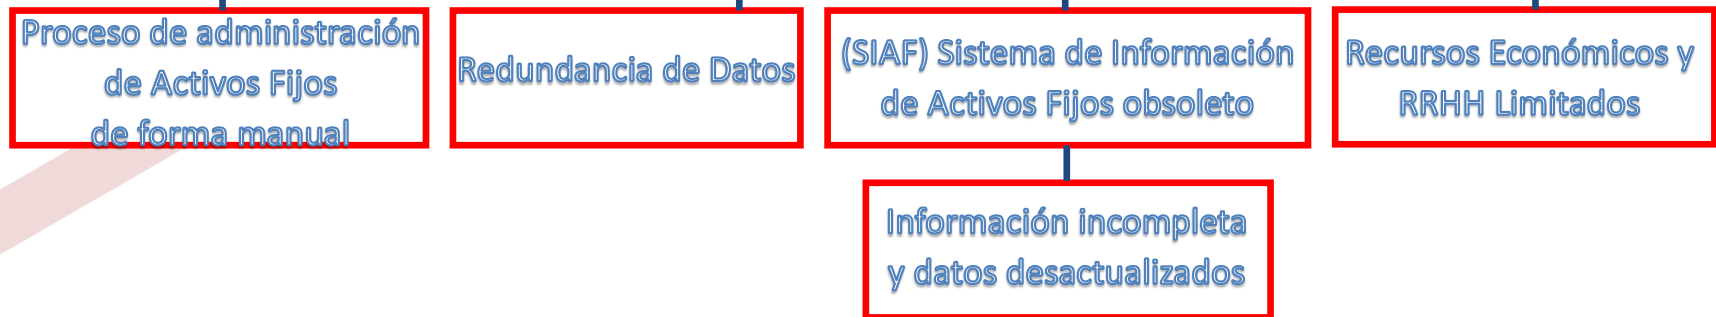 Proceso de administración
de Activos Fijos
de forma manual
Redundancia de Datos
(SIAF) Sistema de Información
de Activos Fijos obsoleto
Recursos Económicos y
RRHH Limitados
Información incompleta
y datos desactualizados